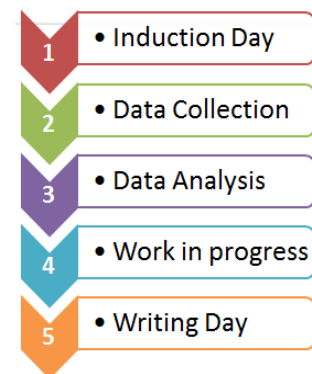 1 • Induction Day
2 • Data Collection
3 • Data Analysis
4 • Work in progress
5 • Writing Day